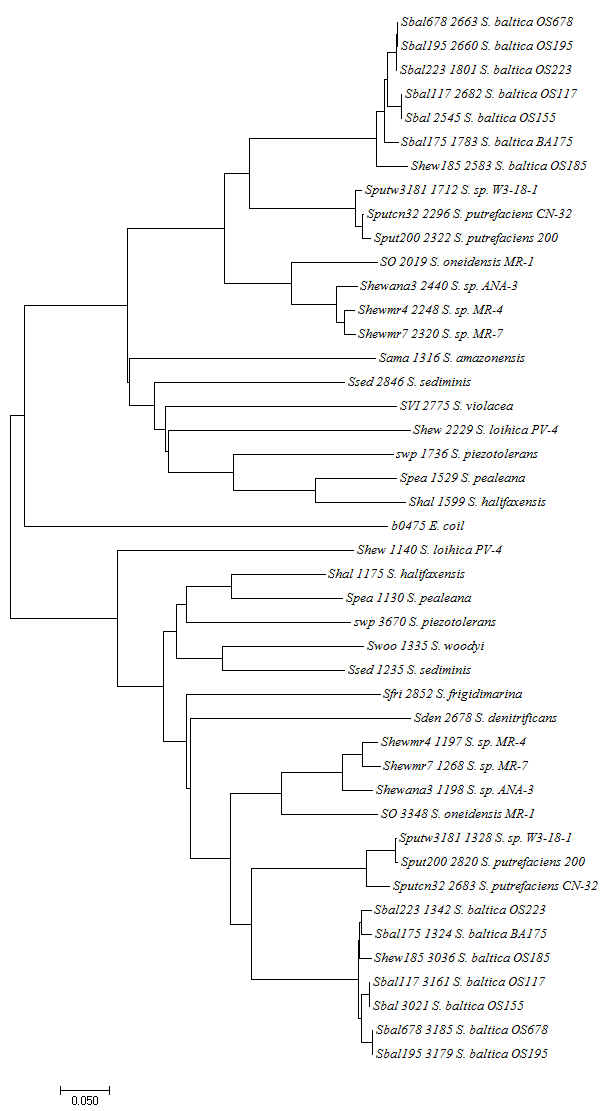 Sbal678 2663 S. baltica OS678
Sbal195 2660 S. baltica OS195
Sbal223 1801 S. baltica OS223
Sbal117 2682 S. baltica OS117
Sbal 2545 S. baltica OS155
Sbal175 1783 S. baltica BA175
Shew185 2583 S. baltica OS185
Sputw3181 1712 S. sp. W3-18-1
Sputcn32 2296 S. putrefaciens CN-32
Sput200 2322 S. putrefaciens 200
SO 2019 S. oneidensis MR-1
Shewana3 2440 S. sp. ANA-3
Shewmr4 2248 S. sp. MR-4
Shewmr7 2320 S. sp. MR-7
Sama 1316 S. amazonensis
Ssed 2846 S. sediminis
SVI 2775 S. violacea
Shew 2229 S. loihica PV-4
swp 1736 S. piezotolerans
Spea 1529 S. pealeana
Shal 1599 S. halifaxensis
b0475 E. coil
Shew 1140 S. loihica PV-4
Shal 1175 S. halifaxensis
Spea 1130 S. pealeana
swp 3670 S. piezotolerans
Swoo 1335 S. woodyi
Ssed 1235 S. sediminis
Sfri 2852 S. frigidimarina
Sden 2678 S. denitrificans
Shewmr4 1197 S. sp. MR-4
Shewmr7 1268 S. sp. MR-7
Shewana3 1198 S. sp. ANA-3
SO 3348 S. oneidensis MR-1
Sputw3181 1328 S. sp. W3-18-1
Sput200 2820 S. putrefaciens 200
Sputcn32 2683 S. putrefaciens CN-32
Sbal223 1342 S. baltica OS223
Sbal175 1324 S. baltica BA175
Shew185 3036 S. baltica OS185
Sbal117 3161 S. baltica OS117
Sbal 3021 S. baltica OS155
Sbal678 3185 S. baltica OS678
Sbal195 3179 S. baltica OS195
0.050